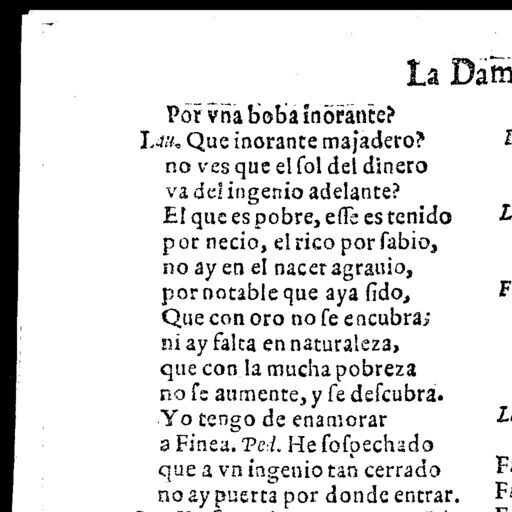 La Dam
Por vna boba inorante?
Lau. Que inorante majadero?
no ves que el ſol del dinero
va del ingenio adelante?
El que es pobre, eſſe es tenido
por necio, el rico por ſabio,
no ay en el nacer agrauio,
por notable que aya ſido,
Que con oro no ſe encubra;
ni ay falta en naturaleza,
que con la mucha pobreza
no ſe aumente, y ſe deſcubra.
Yo tengo de enamorar
a Finea. Ped. He ſoſpechado
que a vn ingenio tan cerrado
no ay puerta por donde entrar.